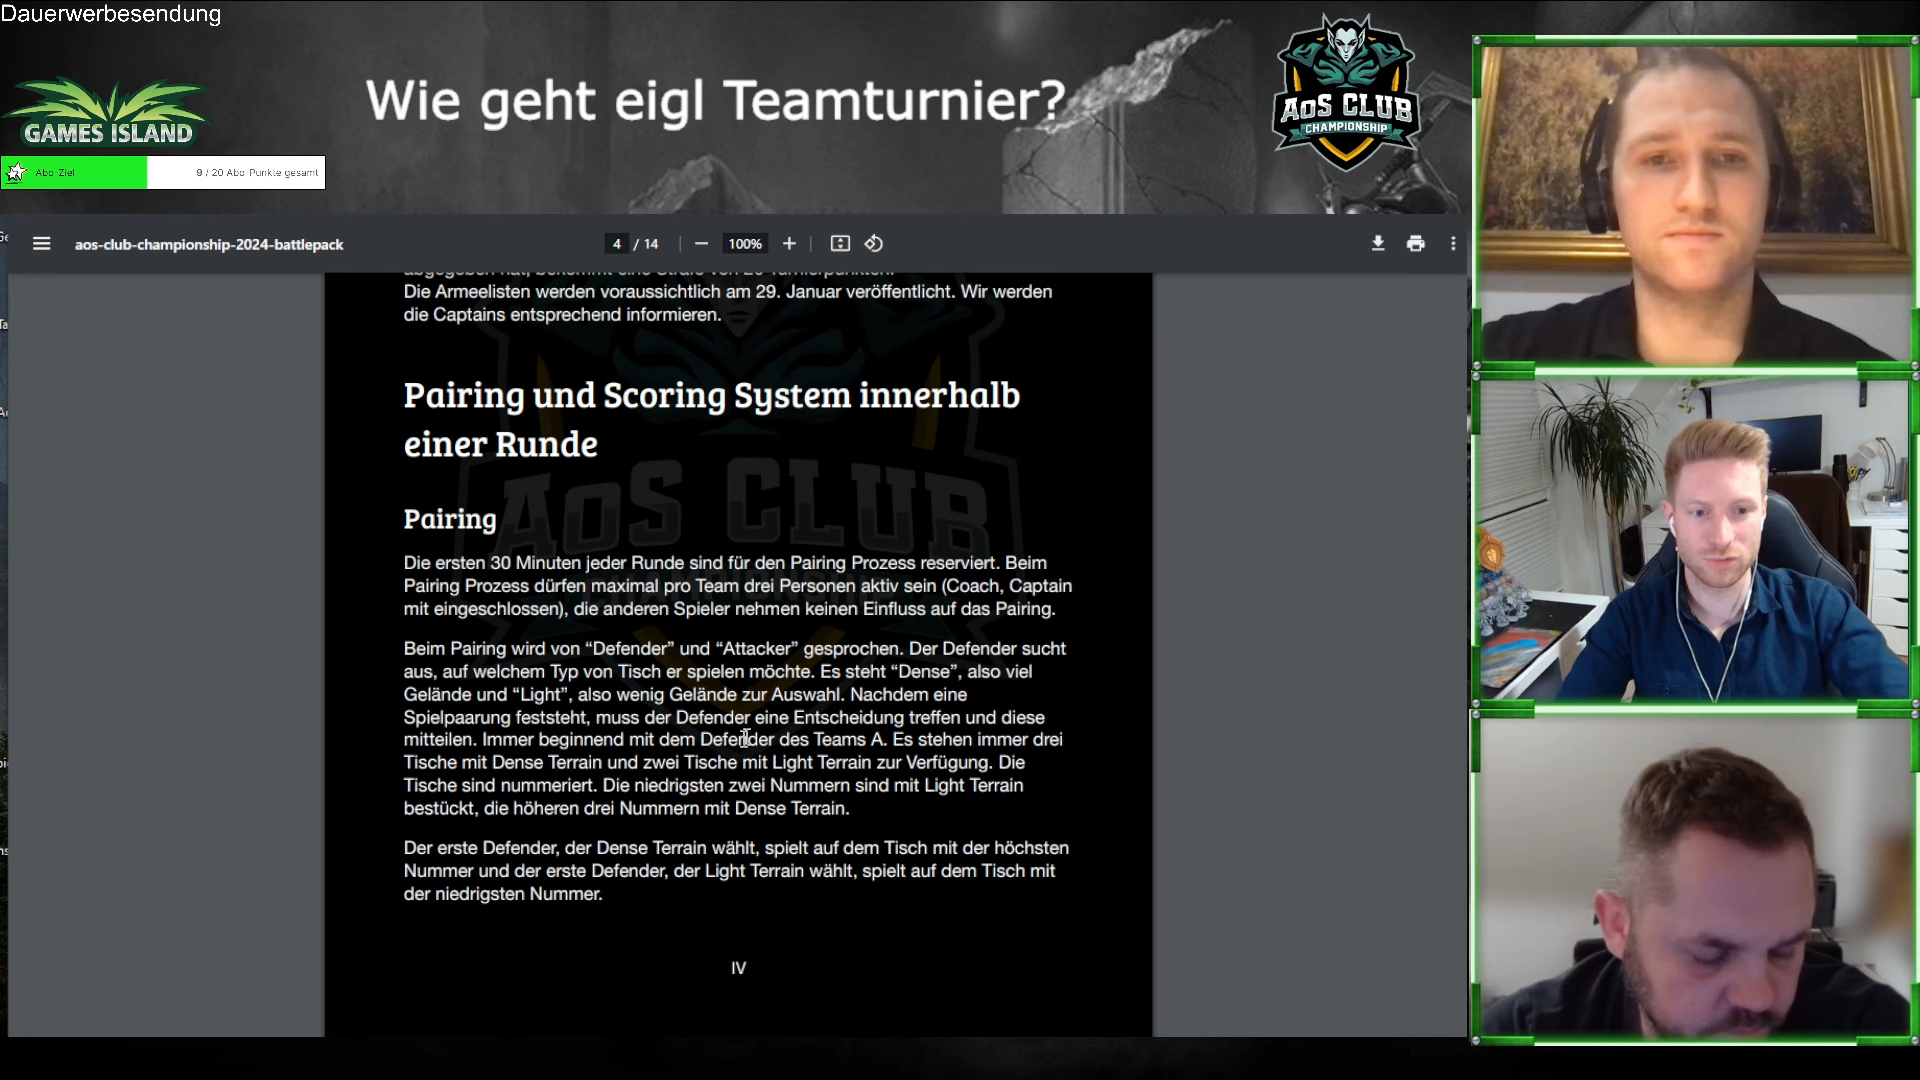 Dauerwerbesendung
GAMES ISLAND
Wie geht eigl Teamturnier?
AoS CLUB
CHAMPIONSHIP
Abo-Ziel
9 / 20 Abo-Punkte gesamt
aos-club-championship-2024-battlepack
4 / 14
100%
Die Armeelisten werden voraussichtlich am 29. Januar veröffentlicht. Wir werden
die Captains entsprechend informieren.
Pairing und Scoring System innerhalb
einer Runde
AOS CLUB
CHAMPIONSHIP
Pairing
Die ersten 30 Minuten jeder Runde sind für den Pairing Prozess reserviert. Beim
Pairing Prozess dürfen maximal pro Team drei Personen aktiv sein (Coach, Captain
mit eingeschlossen), die anderen Spieler nehmen keinen Einfluss auf das Pairing.
Beim Pairing wird von “Defender” und “Attacker” gesprochen. Der Defender sucht
aus, auf welchem Typ von Tisch er spielen möchte. Es steht “Dense”, also viel
Gelände und “Light”, also wenig Gelände zur Auswahl. Nachdem eine
Spielpaarung feststeht, muss der Defender eine Entscheidung treffen und diese
mitteilen. Immer beginnend mit dem Defender des Teams A. Es stehen immer drei
Tische mit Dense Terrain und zwei Tische mit Light Terrain zur Verfügung. Die
Tische sind nummeriert. Die niedrigsten zwei Nummern sind mit Light Terrain
bestückt, die höheren drei Nummern mit Dense Terrain.
Der erste Defender, der Dense Terrain wählt, spielt auf dem Tisch mit der höchsten
Nummer und der erste Defender, der Light Terrain wählt, spielt auf dem Tisch mit
der niedrigsten Nummer.
IV